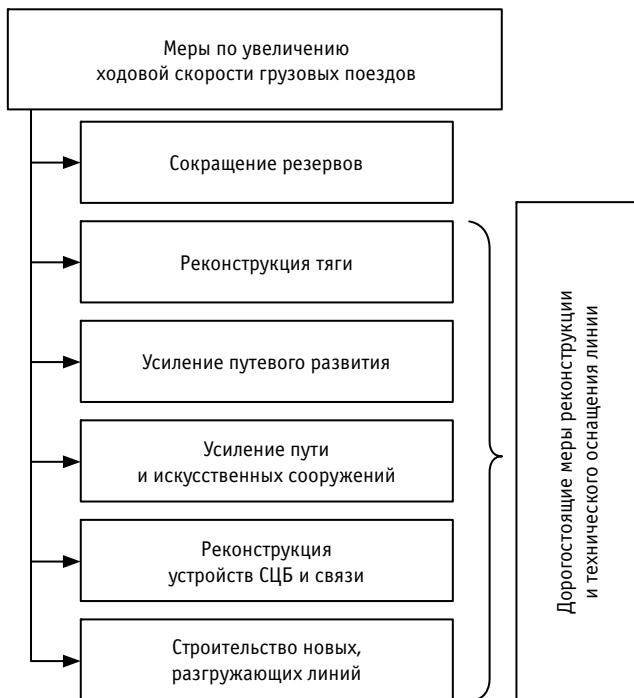 Меры по увеличению
ходовой скорости грузовых поездов
Сокращение резервов
Реконструкция тяги
Усиление путевого развития
Усиление пути
и искусственных сооружений
Реконструкция
устройств СЦБ и связи
Строительство новых,
разгружающих линий
Дорогостоящие меры реконструкции
и технического оснащения линии